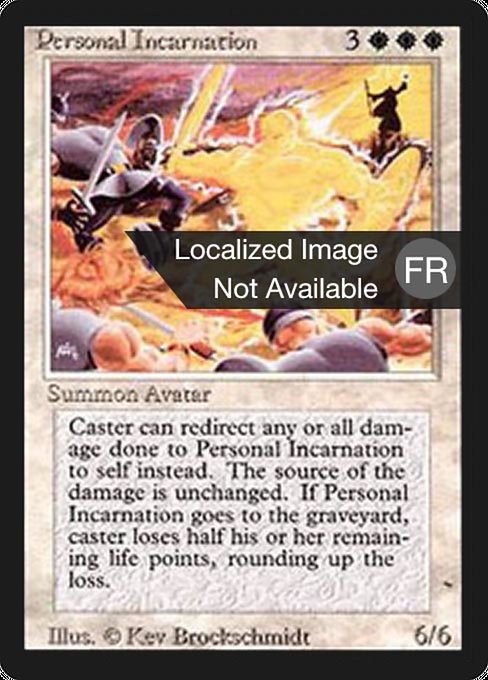 Personal Incarnation 3
Localized Image
Not Available
FR
Summon Avatar
Caster can redirect any or all dam-
age done to Personal Incarnation
to self instead. The source of the
damage is unchanged. If Personal
Incarnation goes to the graveyard,
caster loses half his or her remain-
ing life points, rounding up the
loss.
Illus. © Kev Brockschmidt 6/6